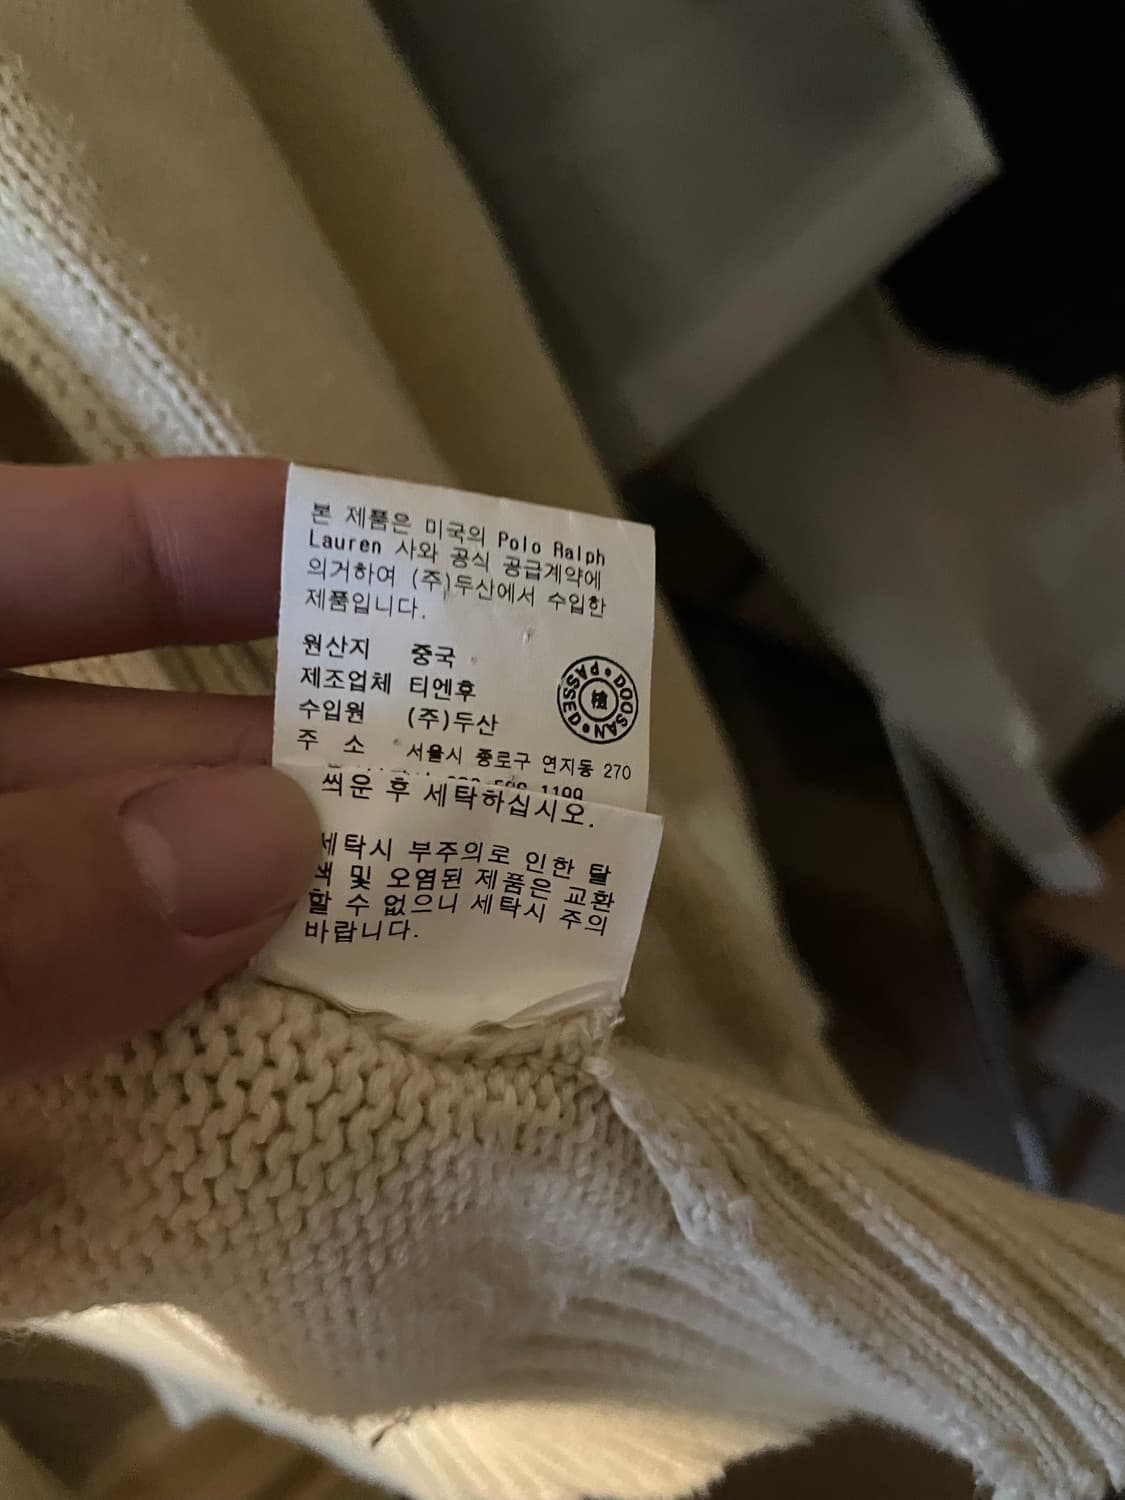 본 제품은 미국의 Polo Ralph
Lauren 사와 공식 공급계약에
의거하여 (주)두산에서 수입한
제품입니다.
원산지 중국
제조업체 티엔후
수입원 (주)두산
주 소 서울시 종로구 연지동 270
DOOSAN • PASSED •
檢
1199
씌운 후 세탁하십시오.
세탁시 부주의로 인한 탈
색 및 오염된 제품은 교환
할 수 없으니 세탁시 주의
바랍니다.